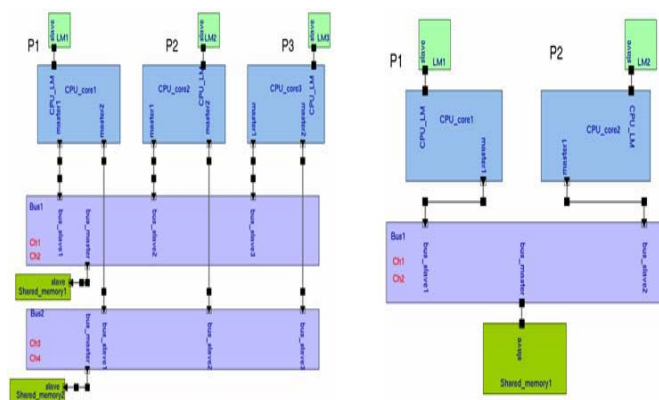 P1
slave
LM1
P2
slave
LM2
P3
slave
LM3
CPU_LM
CPU_core1
master1
master2
CPU_LM
CPU_core2
master1
master2
CPU_LM
CPU_core3
master1
master2
Bus1
Ch1
Ch2
bus_slave1
bus_master
bus_slave2
bus_slave3
slave
Shared_memory1
Bus2
Ch3
Ch4
bus_master
bus_slave1
bus_slave2
bus_slave3
slave
Shared_memory2
P1
slave
LM1
P2
slave
LM2
CPU_LM
CPU_core1
master1
master1
CPU_core2
CPU_LM
Bus1
Ch1
Ch2
bus_slave1
bus_master
bus_slave2
slave
Shared_memory1